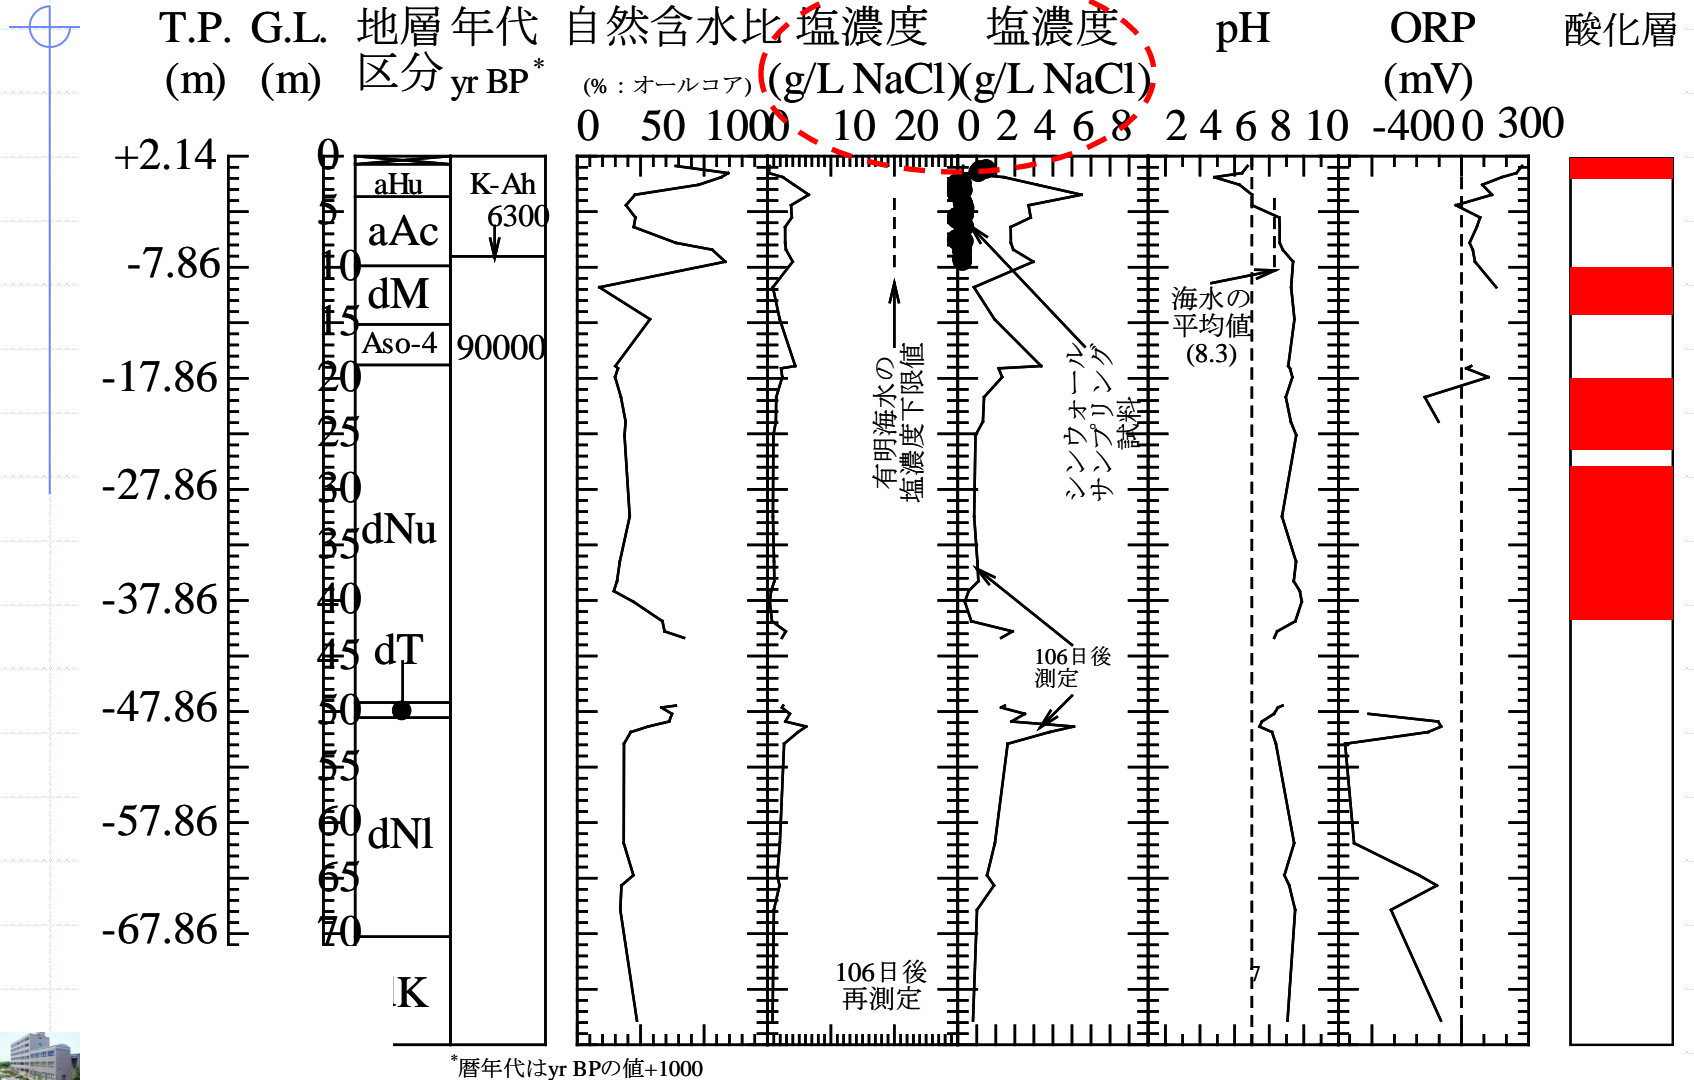 T.P. G.L. 地層 年代 自然含水比 塩濃度 塩濃度 pH ORP 酸化層
(m) (m) 区分 yr BP* (% : オールコア) (g/L NaCl) (g/L NaCl) (mV)
0 50 100 0 10 20 0 2 4 6 8 2 4 6 8 10 -400 0 300
+2.14 0
aHu K-Ah
5 6300
aAc
-7.86 10
dM
海水の
平均値
(8.3)
15
Aso-4 90000
-17.86 20
有明海水の
塩濃度下限値
シンウォール
サンプリング
試料
25
-27.86 30
dNu
35
-37.86 40
45 dT
106日後
測定
-47.86 50
55
-57.86 60
dNl
65
-67.86 70
7
106日後
再測定
K
*暦年代はyr BPの値+1000